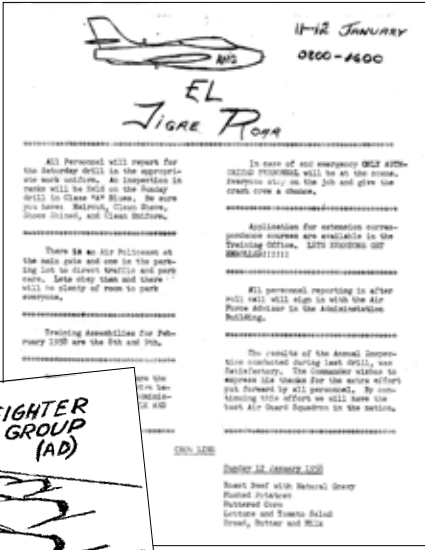 11-12 JANUARY
0800-1600
ANG
EL
TIGRE ROAR
All Personnel will report for
the Saturday drill in the appropri-
ate work uniform. An inspection in
ranks will be held on the Sunday
drill in Class "A" Blues. Be sure
you have: Haircut, Clean Shave,
Shoes Shined, and Clean Uniform.
There is an Air Policeman at
the main gate and one in the park-
ing lot to direct traffic and park
cars. Lets obey them and there
will be plenty of room to park
everyone.
Training Assemblies for Feb-
ruary 1958 are the 8th and 9th.
In case of and emergency ONLY AUTH-
ORIZED PERSONNEL will be at the scene.
Everyone stay on the job and give the
crash crew a chance.
Application for extension corres-
pondence courses are available in the
Training Office. LETS EVERYONE GET
ENROLLED!!!!!!
All personnel reporting in after
roll call will sign in with the Air
Force Advisor in the Administration
Building.
The results of the Annual Inspec-
tion conducted during last drill, was
Satisfactory. The Commander wishes to
express his thanks for the extra effort
put forward by all personnel. By con-
tinuing this effort we will have the
best Air Guard Squadron in the nation.
CHOW LINE
Sunday 12 January 1958
Roast Beef with Natural Gravy
Mashed Potatoes
Buttered Corn
Lettuce and Tomato Salad
Bread, Butter and Milk
FIGHTER
GROUP
(AD)